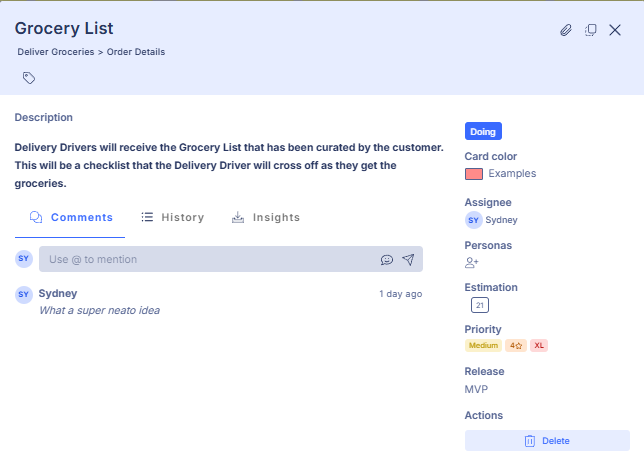 Grocery List
Deliver Groceries > Order Details
Description
Delivery Drivers will receive the Grocery List that has been curated by the customer.
This will be a checklist that the Delivery Driver will cross off as they get the
groceries.
Comments History Insights
SY Use @ to mention
SY Sydney 1 day ago
What a super neato idea
Doing
Card color
Examples
Assignee
SY Sydney
Personas
Estimation
21
Priority
Medium 4☆ XL
Release
MVP
Actions
Delete